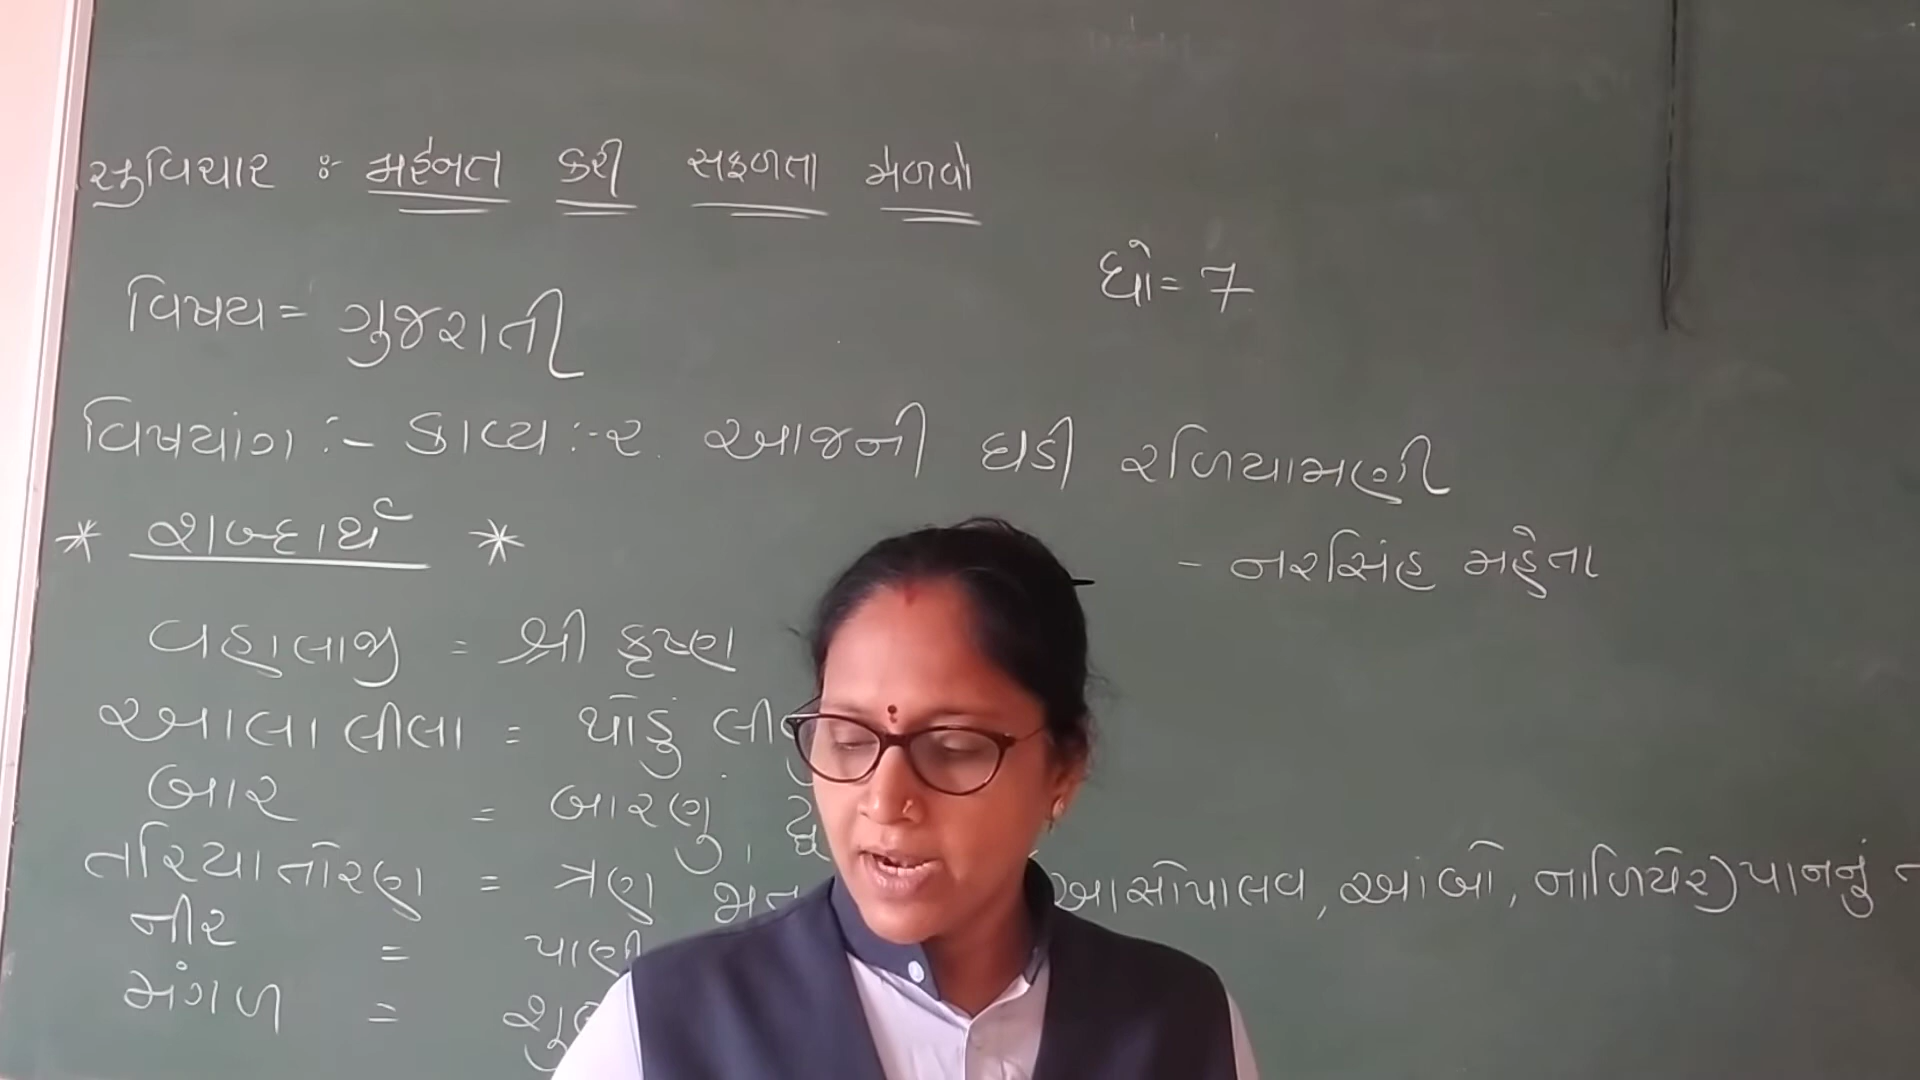 સુવિચાર :- મહેનત કરી સફળતા મેળવો
ધો= 7
વિષય = ગુજરાતી
વિષયાંગ :- કાવ્ય :- ૨. આજની ઘડી રળિયામણી
* શબ્દાર્થ *
- નરસિંહ મહેતા
વહાલાજી = શ્રી કૃષ્ણ
આલા લીલા = થોડું
બાર = બારણું,
તરિયા તોરણ = ત્રણ આસોપાલવ, આંબો, નાળિયેર) પાનનું
નીર = પાણી
મંગળ =